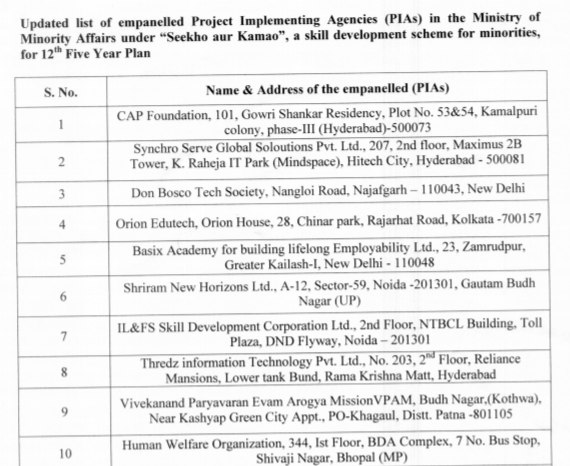 Updated list of empanelled Project Implementing Agencies (PIAs) in the Ministry of
Minority Affairs under “Seekho aur Kamao”, a skill development scheme for minorities,
for 12th Five Year Plan
S. No. Name & Address of the empanelled (PIAs)
1 CAP Foundation, 101, Gowri Shankar Residency, Plot No. 53&54, Kamalpuri
colony, phase-III (Hyderabad)-500073
2 Synchro Serve Global Soloutions Pvt. Ltd., 207, 2nd floor, Maximus 2B
Tower, K. Raheja IT Park (Mindspace), Hitech City, Hyderabad - 500081
3 Don Bosco Tech Society, Nangloi Road, Najafgarh – 110043, New Delhi
4 Orion Edutech, Orion House, 28, Chinar park, Rajarhat Road, Kolkata -700157
5 Basix Academy for building lifelong Employability Ltd., 23, Zamrudpur,
Greater Kailash-I, New Delhi - 110048
6 Shriram New Horizons Ltd., A-12, Sector-59, Noida -201301, Gautam Budh
Nagar (UP)
7 IL&FS Skill Development Corporation Ltd., 2nd Floor, NTBCL Building, Toll
Plaza, DND Flyway, Noida – 201301
8 Thredz information Technology Pvt. Ltd., No. 203, 2nd Floor, Reliance
Mansions, Lower tank Bund, Rama Krishna Matt, Hyderabad
9 Vivekanand Paryavaran Evam Arogya MissionVPAM, Budh Nagar,(Kothwa),
Near Kashyap Green City Appt., PO-Khagaul, Distt. Patna -801105
10 Human Welfare Organization, 344, Ist Floor, BDA Complex, 7 No. Bus Stop,
Shivaji Nagar, Bhopal (MP)